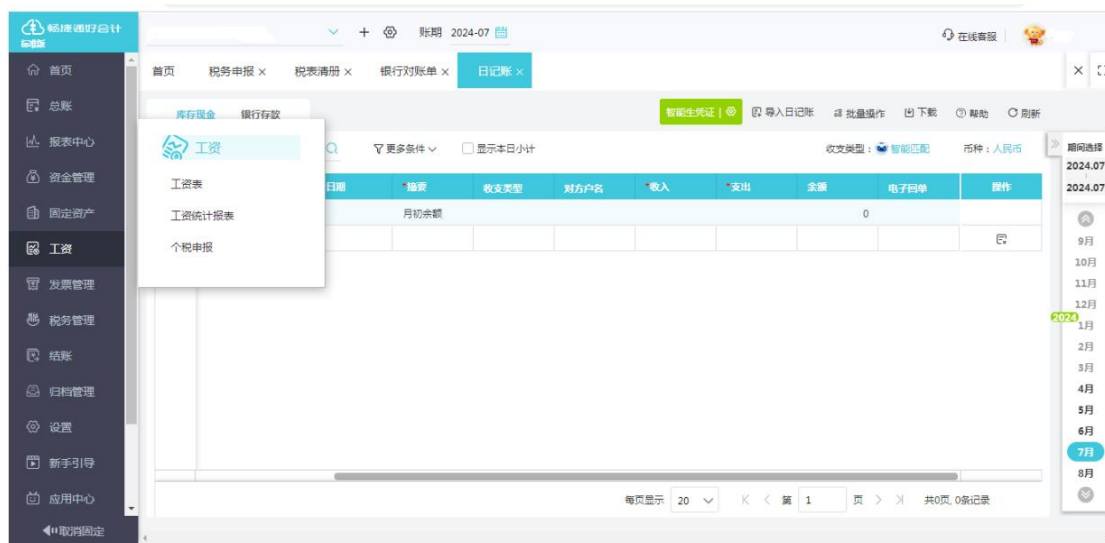 畅捷通好会计
账期 2024-07
在线客服
首页
总账
报表中心
资金管理
固定资产
工资
发票管理
税务管理
结账
归档管理
设置
新手引导
应用中心
取消固定
首页 税务申报 × 税表清册 × 银行对账单 × 日记账 ×
库存现金 银行存款
智能生凭证 导入日记账 批量操作 下载 帮助 刷新
工资
工资表
工资统计报表
个税申报
更多条件 显示本日小计 收支类型： 智能匹配 币种：人民币
日期 *摘要 收支类型 对方户名 *收入 *支出 余额 电子回单 操作
月初余额 0
每页显示 20 第 1 页 共0页, 0条记录
期间选择
2024.07
2024.07
9月
10月
11月
12月
2024
1月
2月
3月
4月
5月
6月
7月
8月